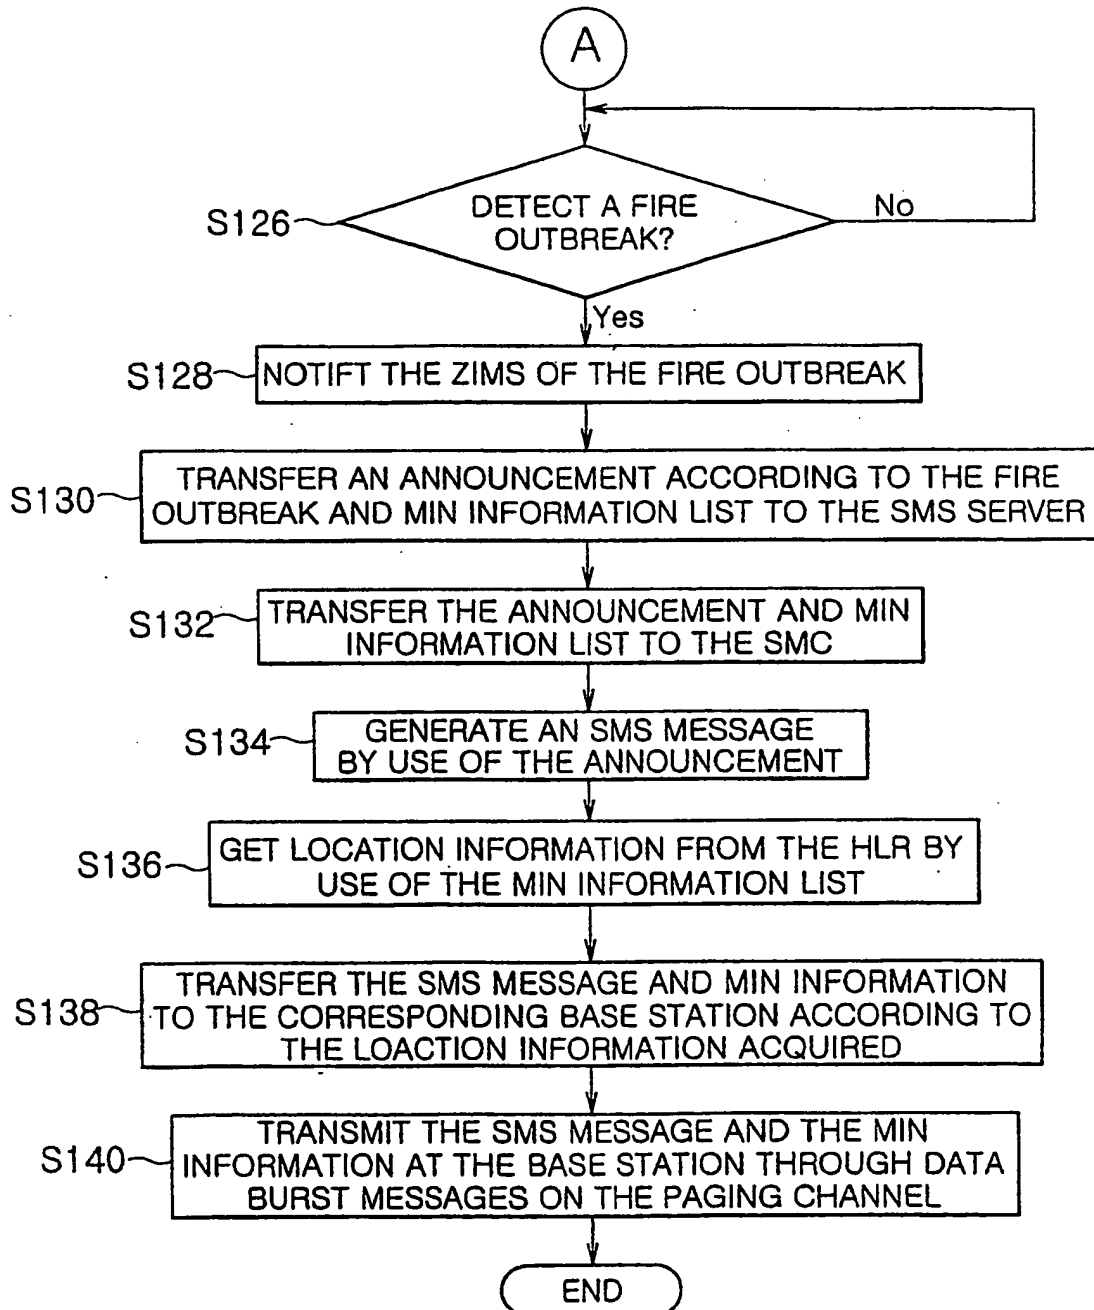 A
S126
DETECT A FIRE
OUTBREAK?
No
Yes
S128
NOTIFT THE ZIMS OF THE FIRE OUTBREAK
S130
TRANSFER AN ANNOUNCEMENT ACCORDING TO THE FIRE
OUTBREAK AND MIN INFORMATION LIST TO THE SMS SERVER
S132
TRANSFER THE ANNOUNCEMENT AND MIN
INFORMATION LIST TO THE SMC
S134
GENERATE AN SMS MESSAGE
BY USE OF THE ANNOUNCEMENT
S136
GET LOCATION INFORMATION FROM THE HLR BY
USE OF THE MIN INFORMATION LIST
S138
TRANSFER THE SMS MESSAGE AND MIN INFORMATION
TO THE CORRESPONDING BASE STATION ACCORDING TO
THE LOACTION INFORMATION ACQUIRED
S140
TRANSMIT THE SMS MESSAGE AND THE MIN
INFORMATION AT THE BASE STATION THROUGH DATA
BURST MESSAGES ON THE PAGING CHANNEL
END